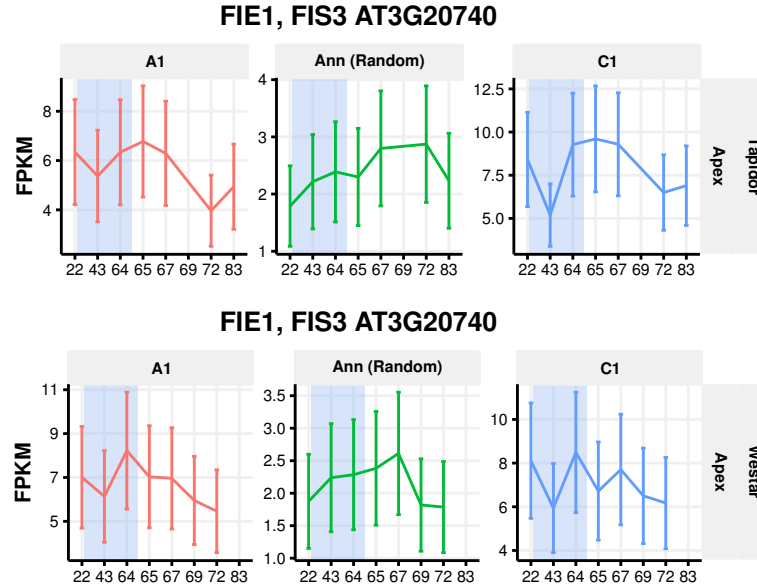 FIE1, FIS3 AT3G20740
A1 Ann (Random) C1
FPKM
8
6
4
4
3
2
1
12.5
10.0
7.5
5.0
22 43 64 65 67 69 72 83
22 43 64 65 67 69 72 83
22 43 64 65 67 69 72 83
Apex
FIE1, FIS3 AT3G20740
A1 Ann (Random) C1
FPKM
11
9
7
5
3.5
3.0
2.5
2.0
1.5
1.0
10
8
6
4
22 43 64 65 67 69 72 83
22 43 64 65 67 69 72 83
22 43 64 65 67 69 72 83
Apex
Westar